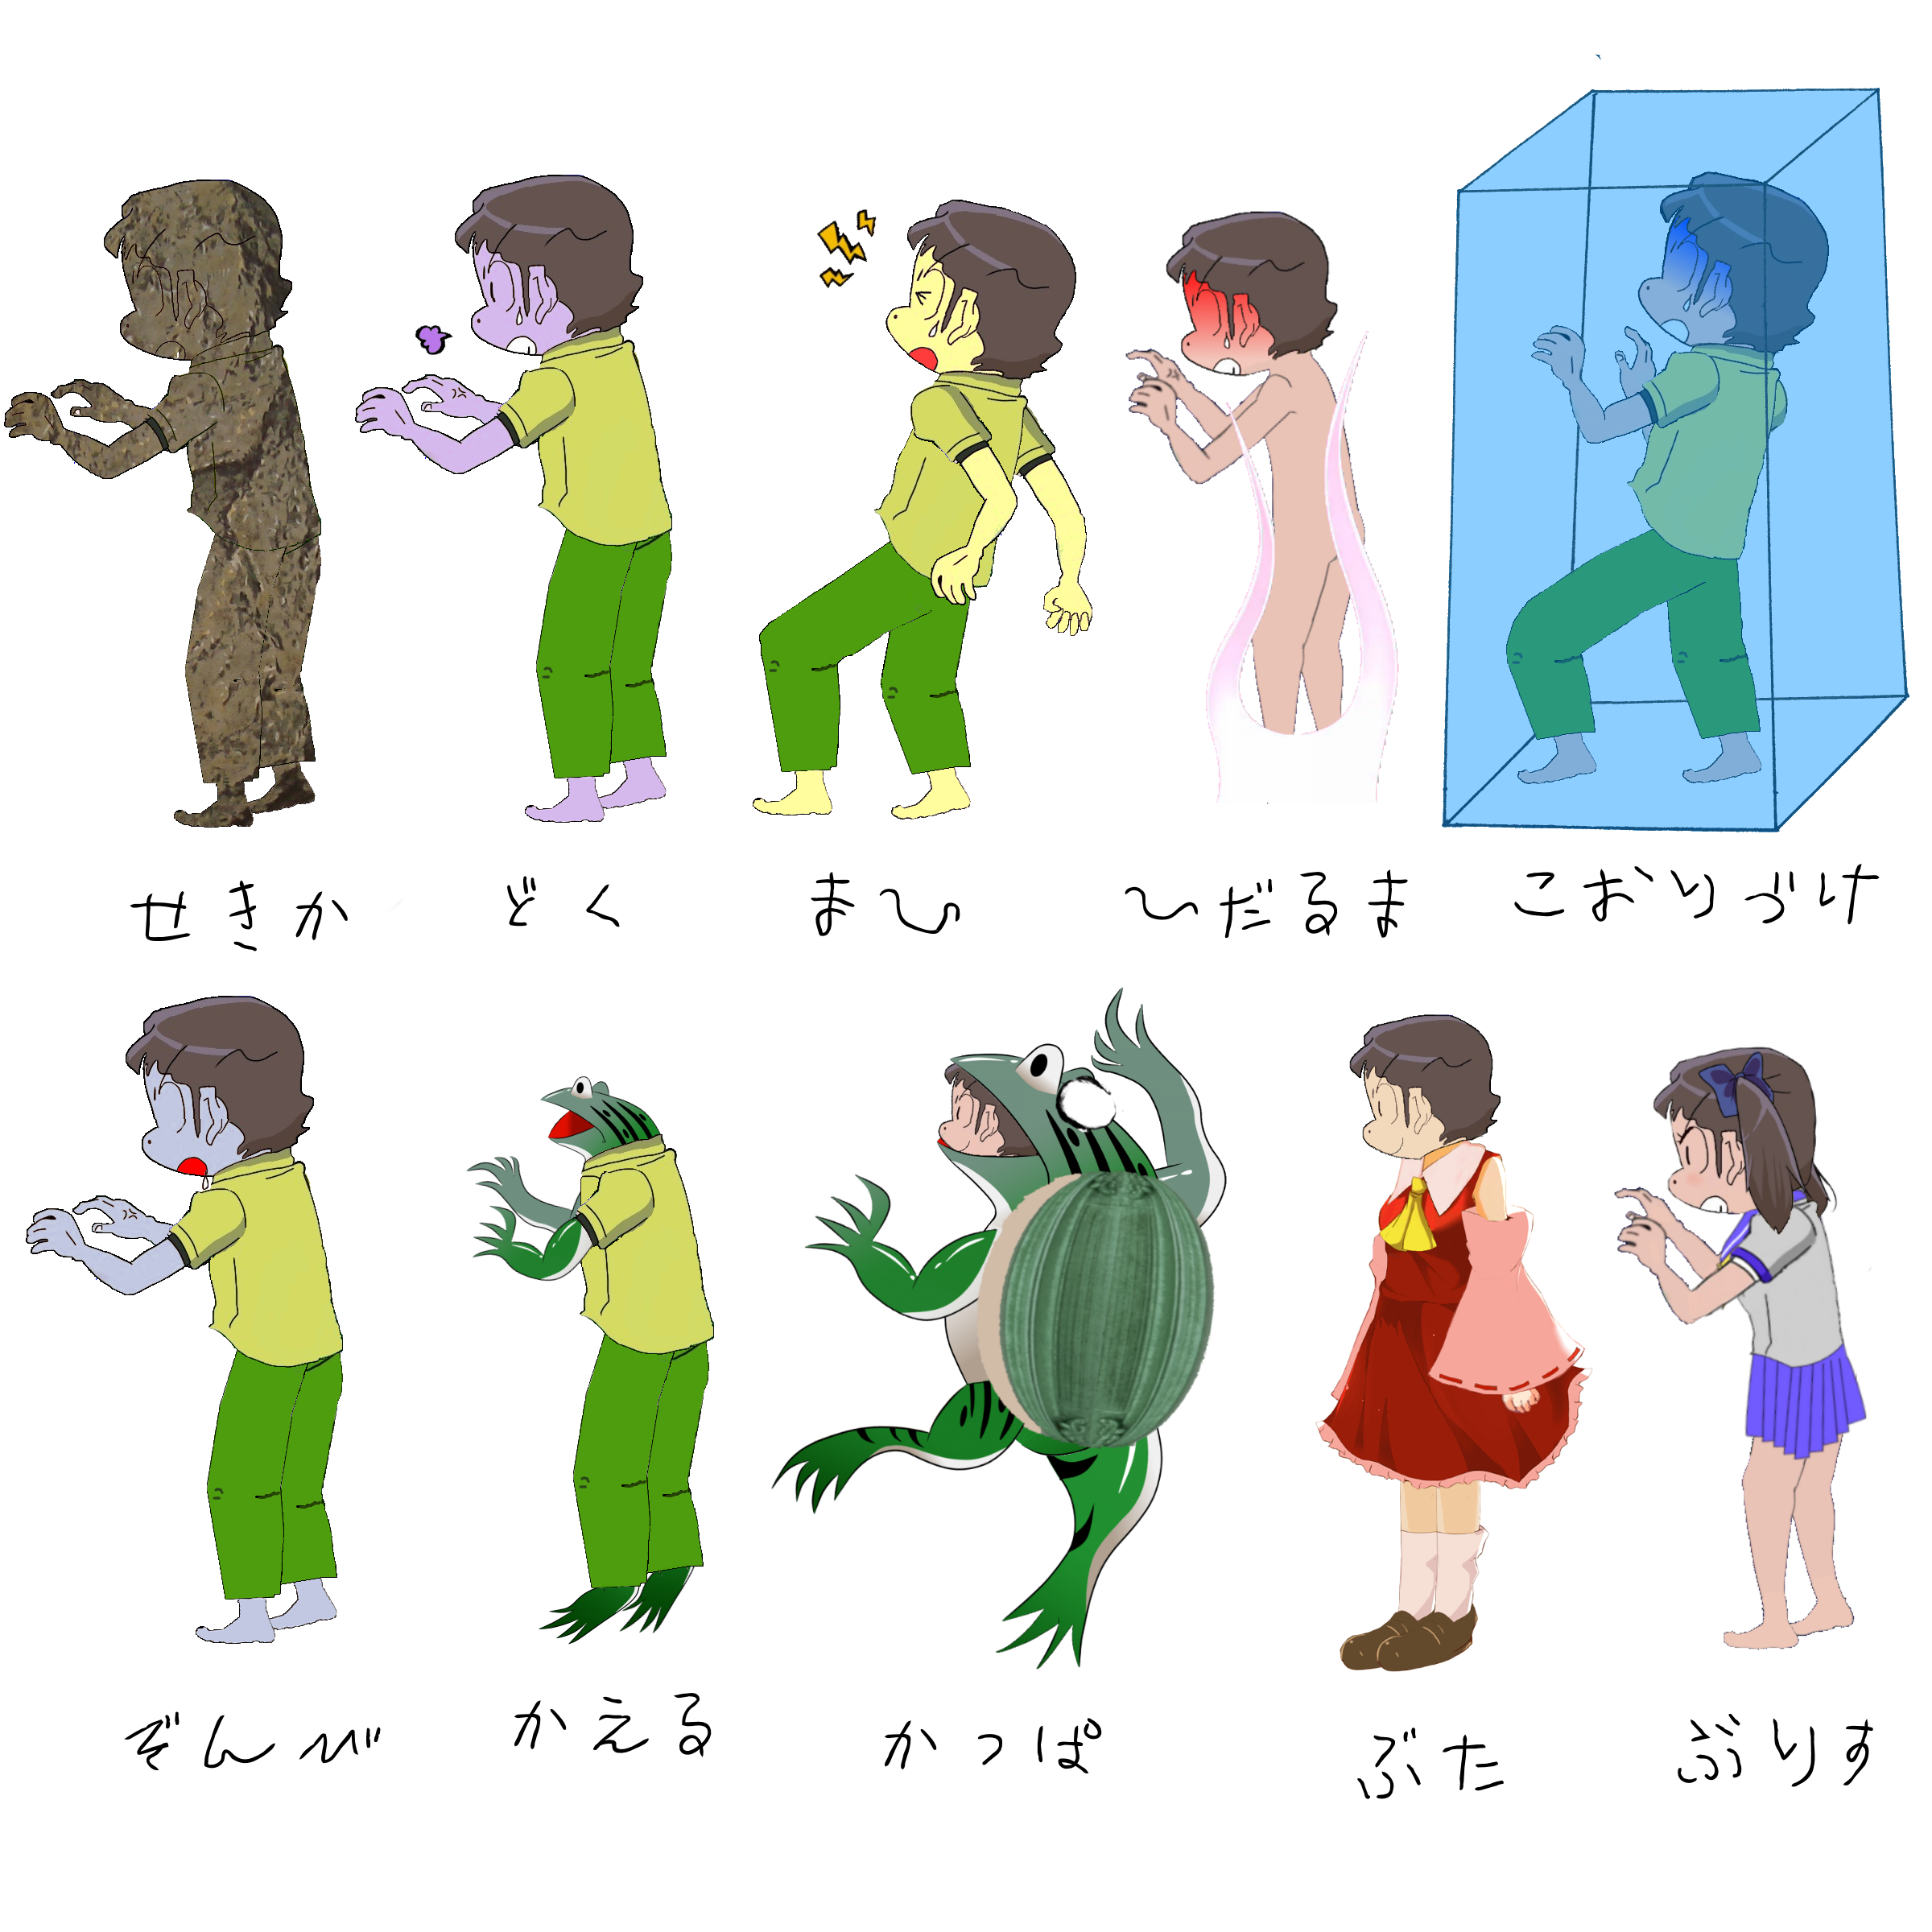 せきか
どく
まひ
ひだるま
こおりづけ
ぞんび
かえる
かっぱ
ぶた
ぶりす